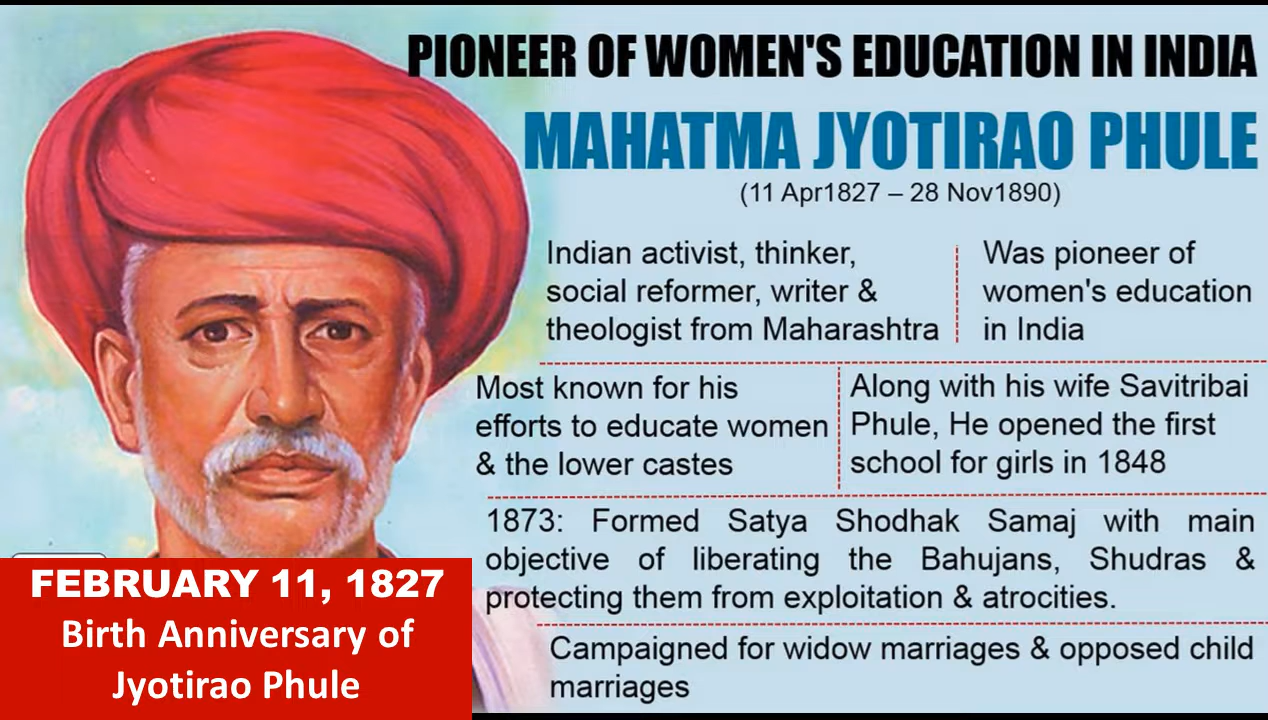 PIONEER OF WOMEN'S EDUCATION IN INDIA
MAHATMA JYOTIRAO PHULE
(11 Apr1827 – 28 Nov1890)
Indian activist, thinker,
social reformer, writer &
theologist from Maharashtra
Was pioneer of
women's education
in India
Most known for his
efforts to educate women
& the lower castes
Along with his wife Savitribai
Phule, He opened the first
school for girls in 1848
1873: Formed Satya Shodhak Samaj with main
objective of liberating the Bahujans, Shudras &
protecting them from exploitation & atrocities.
Campaigned for widow marriages & opposed child
marriages
FEBRUARY 11, 1827
Birth Anniversary of
Jyotirao Phule